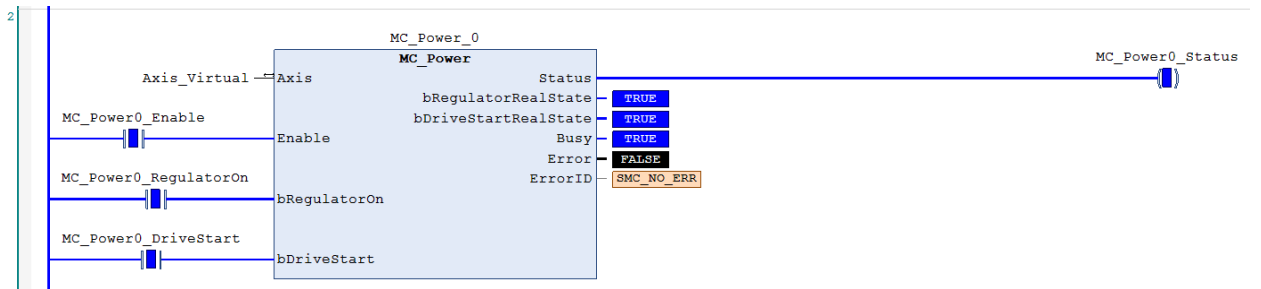 2
MC_Power_0
MC_Power
MC_Power0_Status
Axis_Virtual Axis Status
bRegulatorRealState TRUE
MC_Power0_Enable bDriveStartRealState TRUE
Enable Busy TRUE
Error FALSE
MC_Power0_RegulatorOn ErrorID SMC_NO_ERR
bRegulatorOn
MC_Power0_DriveStart
bDriveStart